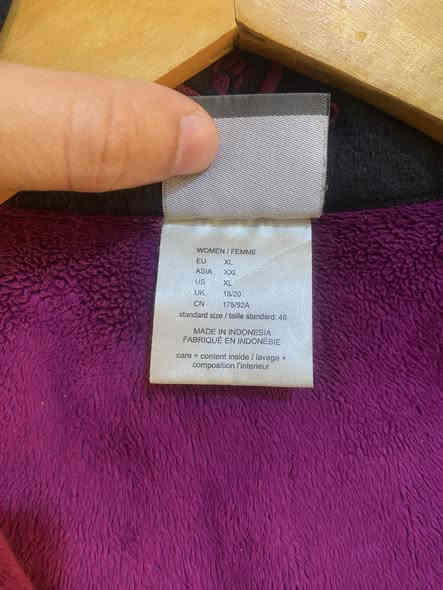 WOMEN / FEMME
EU XL
ASIA XXL
US XL
UK 18/20
CN 175/92A
standard size / taille standard: 46
MADE IN INDONESIA
FABRIQUÉ EN INDONÉSIE
care + content inside / lavage +
composition l'interieur